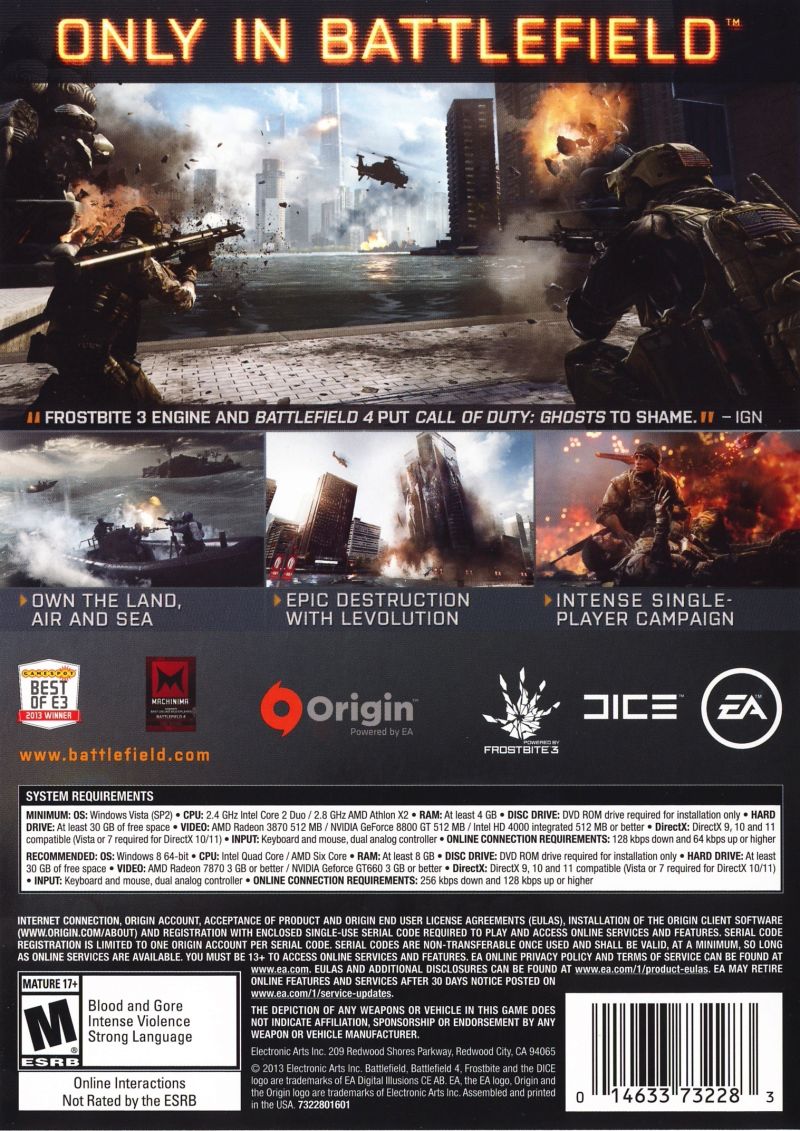 ONLY IN BATTLEFIELD™
"FROSTBITE 3 ENGINE AND BATTLEFIELD 4 PUT CALL OF DUTY: GHOSTS TO SHAME." – IGN
OWN THE LAND,
AIR AND SEA
EPIC DESTRUCTION
WITH LEVOLUTION
INTENSE SINGLE-
PLAYER CAMPAIGN
GAMESPOT
BEST
OF E3
2013 WINNER
MACHINIMA
BATTLEFIELD 4
Origin™
Powered by EA
POWERED BY
FROSTBITE 3
DICE™
EA™
www.battlefield.com
SYSTEM REQUIREMENTS
MINIMUM: OS: Windows Vista (SP2) • CPU: 2.4 GHz Intel Core 2 Duo / 2.8 GHz AMD Athlon X2 • RAM: At least 4 GB • DISC DRIVE: DVD ROM drive required for installation only • HARD
DRIVE: At least 30 GB of free space • VIDEO: AMD Radeon 3870 512 MB / NVIDIA GeForce 8800 GT 512 MB / Intel HD 4000 integrated 512 MB or better • DirectX: DirectX 9, 10 and 11
compatible (Vista or 7 required for DirectX 10/11) • INPUT: Keyboard and mouse, dual analog controller • ONLINE CONNECTION REQUIREMENTS: 128 kbps down and 64 kbps up or higher
RECOMMENDED: OS: Windows 8 64-bit • CPU: Intel Quad Core / AMD Six Core • RAM: At least 8 GB • DISC DRIVE: DVD ROM drive required for installation only • HARD DRIVE: At least
30 GB of free space • VIDEO: AMD Radeon 7870 3 GB or better / NVIDIA GeForce GT660 3 GB or better • DirectX: DirectX 9, 10 and 11 compatible (Vista or 7 required for DirectX 10/11)
• INPUT: Keyboard and mouse, dual analog controller • ONLINE CONNECTION REQUIREMENTS: 256 kbps down and 128 kbps up or higher
INTERNET CONNECTION, ORIGIN ACCOUNT, ACCEPTANCE OF PRODUCT AND ORIGIN END USER LICENSE AGREEMENTS (EULAS), INSTALLATION OF THE ORIGIN CLIENT SOFTWARE
(WWW.ORIGIN.COM/ABOUT) AND REGISTRATION WITH ENCLOSED SINGLE-USE SERIAL CODE REQUIRED TO PLAY AND ACCESS ONLINE SERVICES AND FEATURES. SERIAL CODE
REGISTRATION IS LIMITED TO ONE ORIGIN ACCOUNT PER SERIAL CODE. SERIAL CODES ARE NON-TRANSFERABLE ONCE USED AND SHALL BE VALID, AT A MINIMUM, SO LONG
AS ONLINE SERVICES ARE AVAILABLE. YOU MUST BE 13+ TO ACCESS ONLINE SERVICES AND FEATURES. EA ONLINE PRIVACY POLICY AND TERMS OF SERVICE CAN BE FOUND AT
www.ea.com. EULAS AND ADDITIONAL DISCLOSURES CAN BE FOUND AT www.ea.com/1/product-eulas. EA MAY RETIRE
ONLINE FEATURES AND SERVICES AFTER 30 DAYS NOTICE POSTED ON
www.ea.com/1/service-updates.
THE DEPICTION OF ANY WEAPONS OR VEHICLE IN THIS GAME DOES
NOT INDICATE AFFILIATION, SPONSORSHIP OR ENDORSEMENT BY ANY
WEAPON OR VEHICLE MANUFACTURER.
Electronic Arts Inc. 209 Redwood Shores Parkway, Redwood City, CA 94065
© 2013 Electronic Arts Inc. Battlefield, Battlefield 4, Frostbite and the DICE
logo are trademarks of EA Digital Illusions CE AB. EA, the EA logo, Origin and
the Origin logo are trademarks of Electronic Arts Inc. Assembled and printed
in the USA. 7322801601
MATURE 17+
M®
ESRB
Blood and Gore
Intense Violence
Strong Language
Online Interactions
Not Rated by the ESRB
0 14633 73228 3